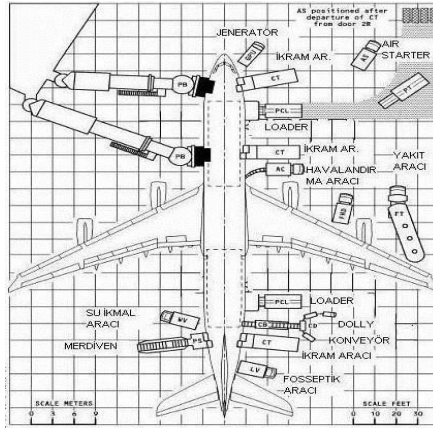 AS positioned after
departure of CT
from door 2R
JENERATÖR
GPU
İKRAM AR.
CT
AS
AIR
STARTER
PT
PB
PCL
LOADER
PB
CT
İKRAM AR.
AC
HAVALANDIR
MA ARACI
YAKIT
ARACI
FT
SU İKMAL
ARACI
WV
MERDİVEN
PS
PCL
LOADER
CB
CD
DOLLY
KONVEYÖR
CT
İKRAM ARACI
LV
FOSSEPTİK
ARACI
SCALE METERS
0 3 6 9
SCALE FEET
0 10 20 30